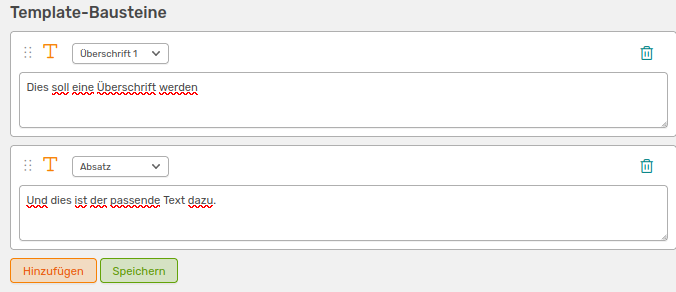 Template-Bausteine
Überschrift 1
Dies soll eine Überschrift werden
Absatz
Und dies ist der passende Text dazu.
Hinzufügen
Speichern